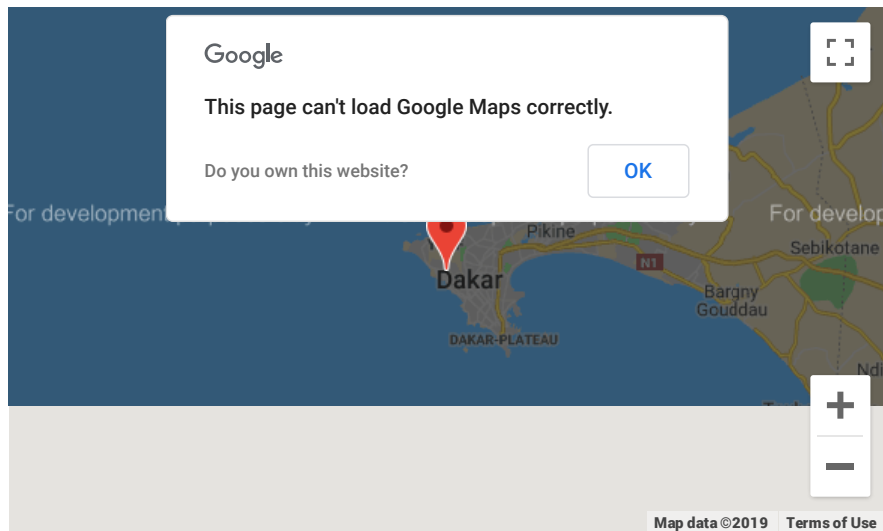 Google
This page can't load Google Maps correctly.
Do you own this website?
OK
For development
For develop
Pikine
Sebikotane
N1
Dakar
Bargny
Gouddau
DAKAR-PLATEAU
Ndi
Map data ©2019
Terms of Use